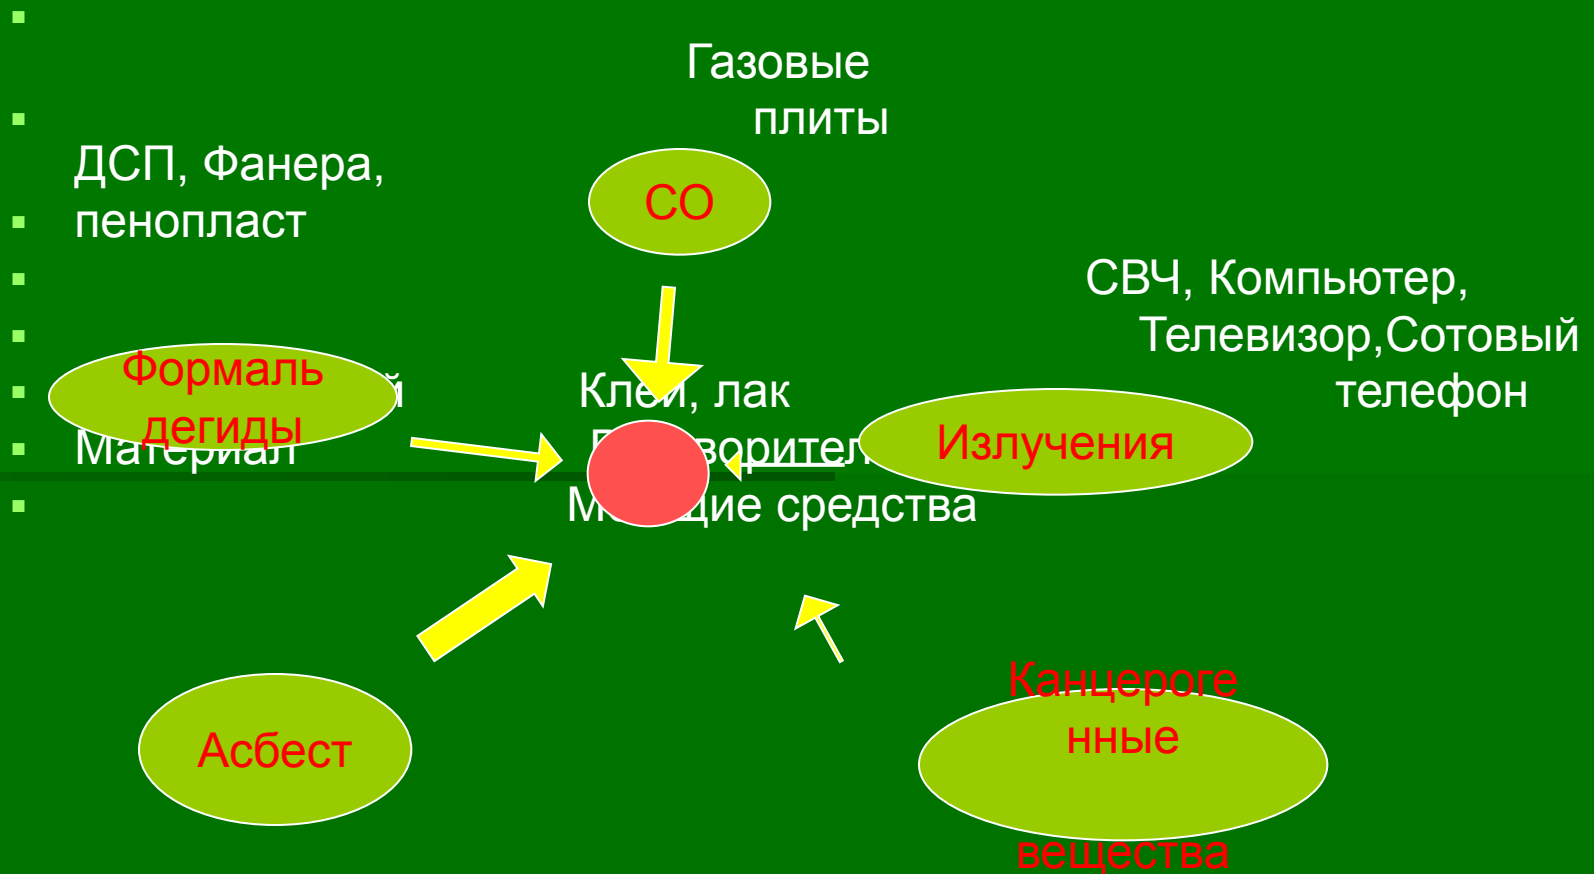 Газовые
плиты
ДСП, Фанера,
пенопласт
СО
СВЧ, Компьютер,
Телевизор,Сотовый
телефон
Формаль
дегиды
Клей, лак
Излучения
Материал
средства
Асбест
Канцероге
нные
вещества